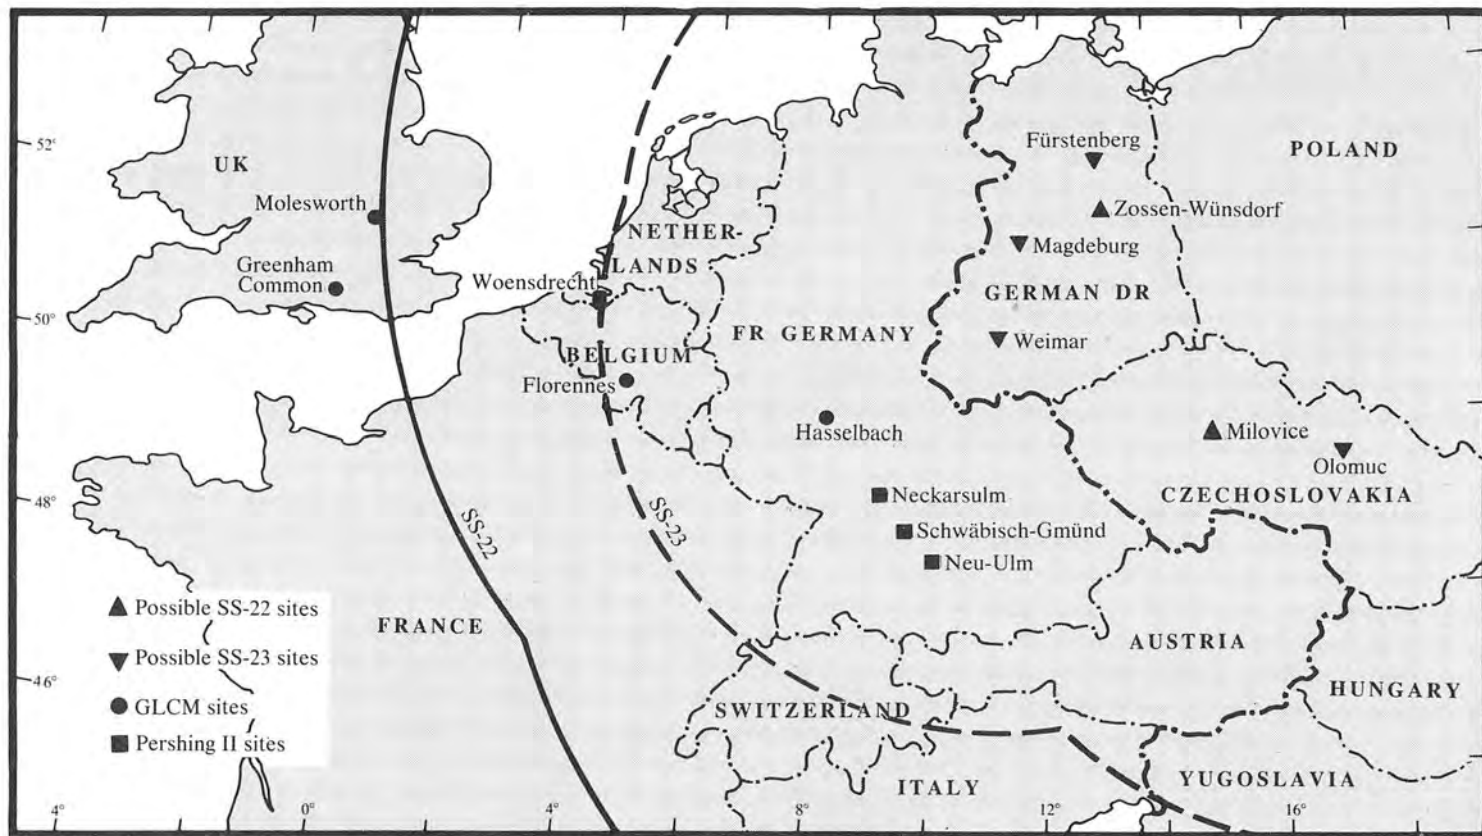 52°
50°
48°
46°
UK
Molesworth
Greenham
Common
Woensdrecht
NETHER-
LANDS
BELGIUM
Florennes
FR GERMANY
Hasselbach
Neckarsulm
Schwäbisch-Gmünd
Neu-Ulm
Fürstenberg
POLAND
Zossen-Wünsdorf
Magdeburg
GERMAN DR
Weimar
Milovice
Olomuc
CZECHOSLOVAKIA
SS-22
SS-23
FRANCE
AUSTRIA
HUNGARY
SWITZERLAND
ITALY
YUGOSLAVIA
Possible SS-22 sites
Possible SS-23 sites
GLCM sites
Pershing II sites
4° 0° 4° 8° 12° 16°